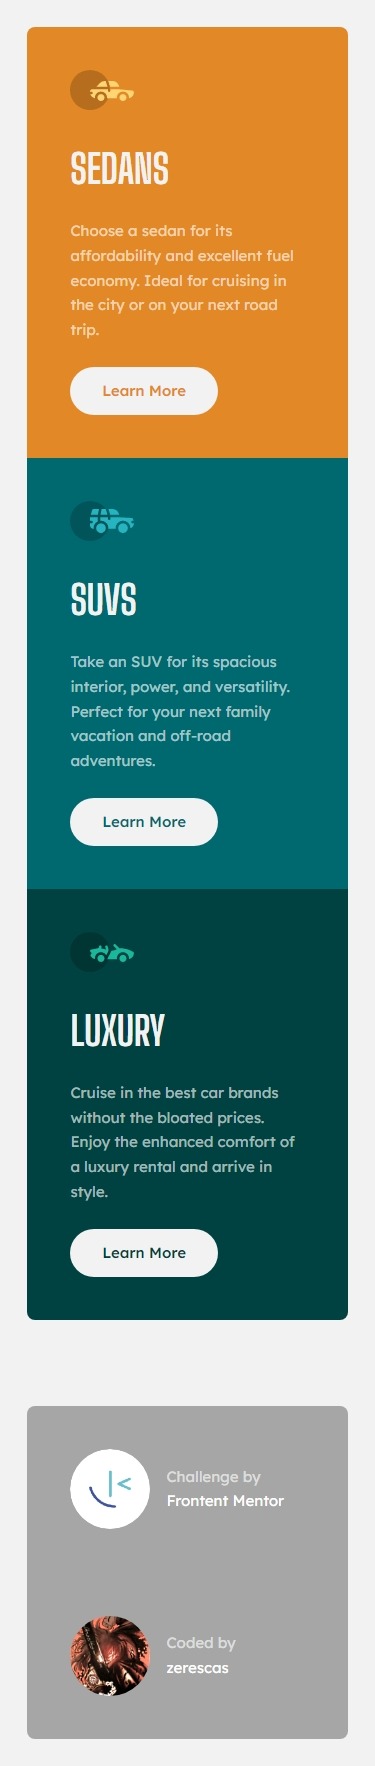 SEDANS
Choose a sedan for its
affordability and excellent fuel
economy. Ideal for cruising in
the city or on your next road
trip.
Learn More
SUVS
Take an SUV for its spacious
interior, power, and versatility.
Perfect for your next family
vacation and off-road
adventures.
Learn More
LUXURY
Cruise in the best car brands
without the bloated prices.
Enjoy the enhanced comfort of
a luxury rental and arrive in
style.
Learn More
Challenge by
Frontent Mentor
Coded by
zerescas